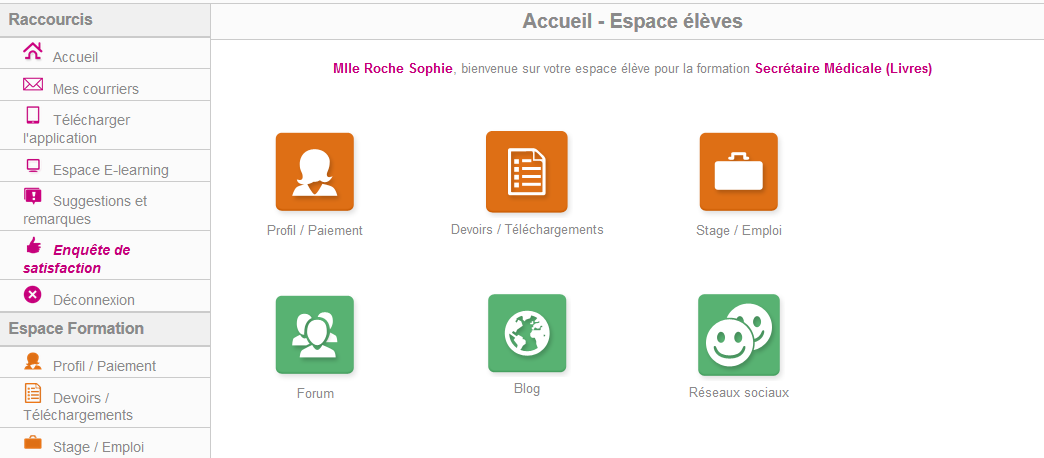 Raccourcis
Accueil
Mes courriers
Télécharger
l'application
Espace E-learning
Suggestions et
remarques
Enquête de
satisfaction
Déconnexion
Espace Formation
Profil / Paiement
Devoirs /
Téléchargements
Stage / Emploi
Accueil - Espace élèves
Mlle Roche Sophie, bienvenue sur votre espace élève pour la formation Secrétaire Médicale (Livres)
Profil / Paiement
Devoirs / Téléchargements
Stage / Emploi
Forum
Blog
Réseaux sociaux